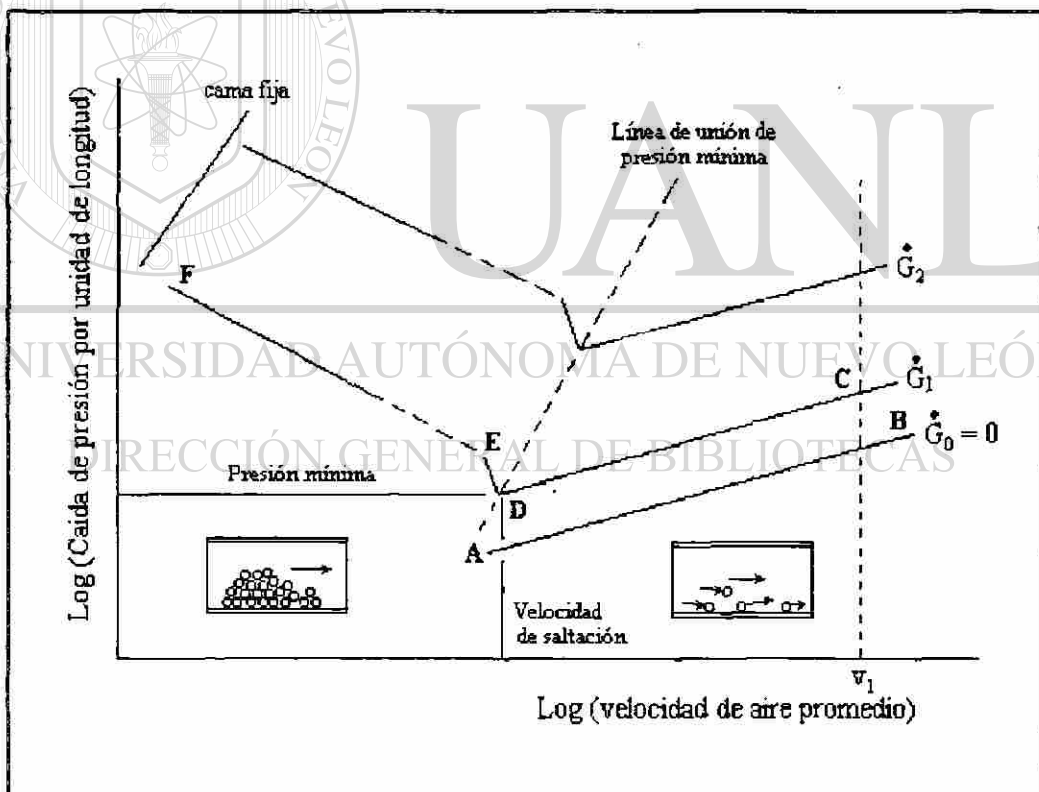 cama fija
Línea de unión de
presión mínima
Log (Caida de presión por unidad de longitud)
F
Ġ₂
C
Ġ₁
B
Ġ₀ = 0
E
Presión mínima
D
A
Velocidad
de saltación
v₁
Log (velocidad de aire promedio)
UANL
UNIVERSIDAD AUTÓNOMA DE NUEVO LEÓN
DIRECCIÓN GENERAL DE BIBLIOTECAS